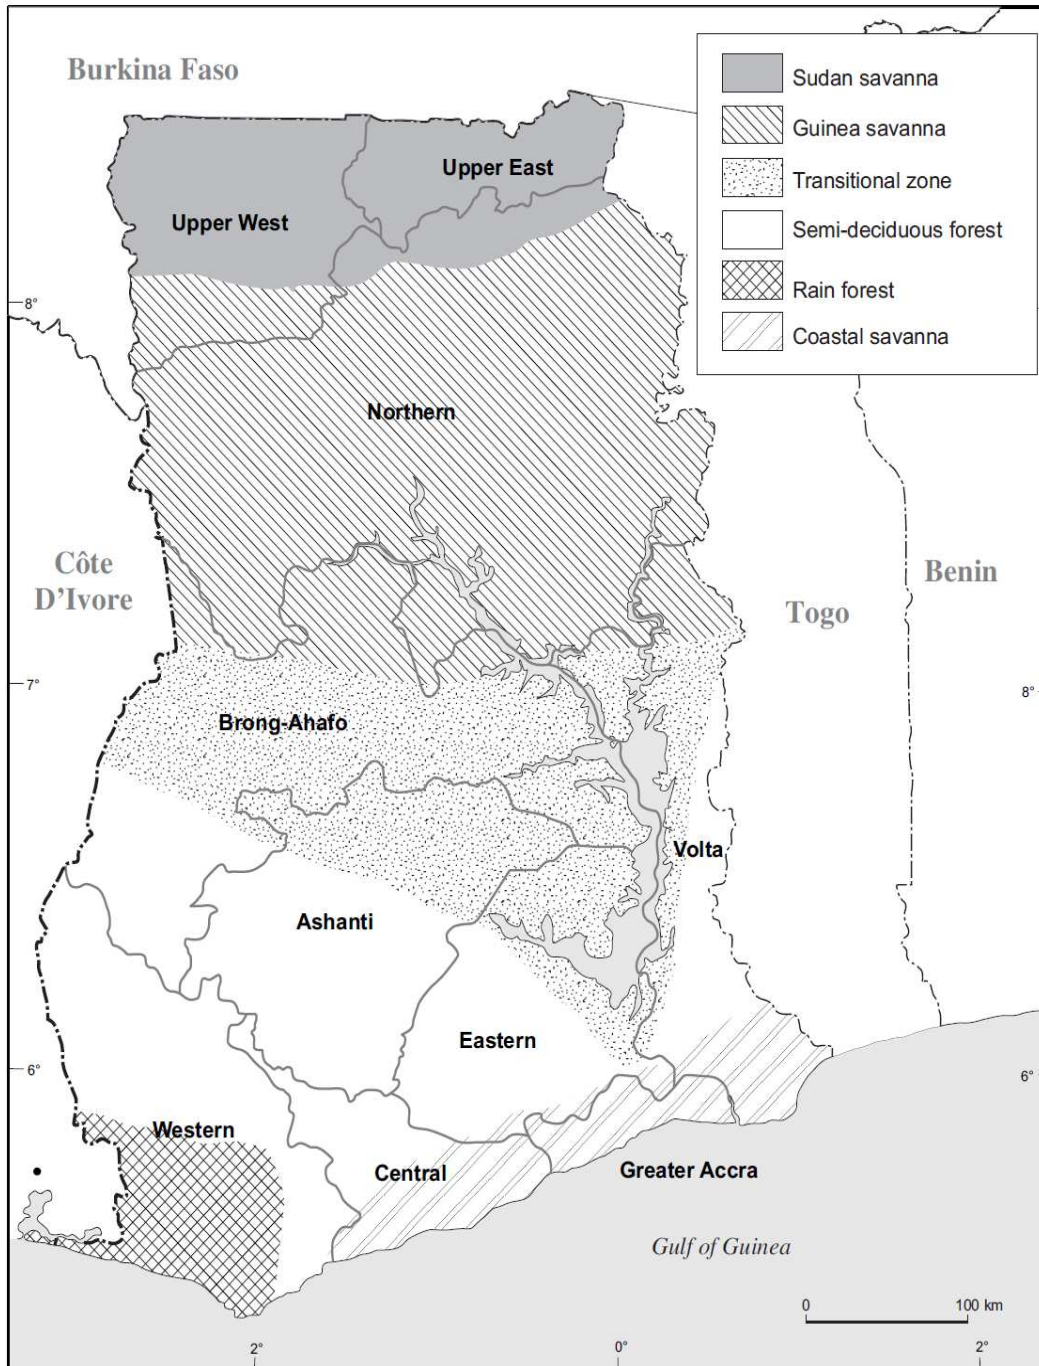 Burkina Faso
Sudan savanna
Guinea savanna
Transitional zone
Semi-deciduous forest
Rain forest
Coastal savanna
Upper East
Upper West
8°
Northern
Côte
D'Ivore
Togo
Benin
7°
8°
Brong-Ahafo
Volta
Ashanti
Eastern
6°
6°
Western
Central
Greater Accra
Gulf of Guinea
0
100 km
2°
0°
2°